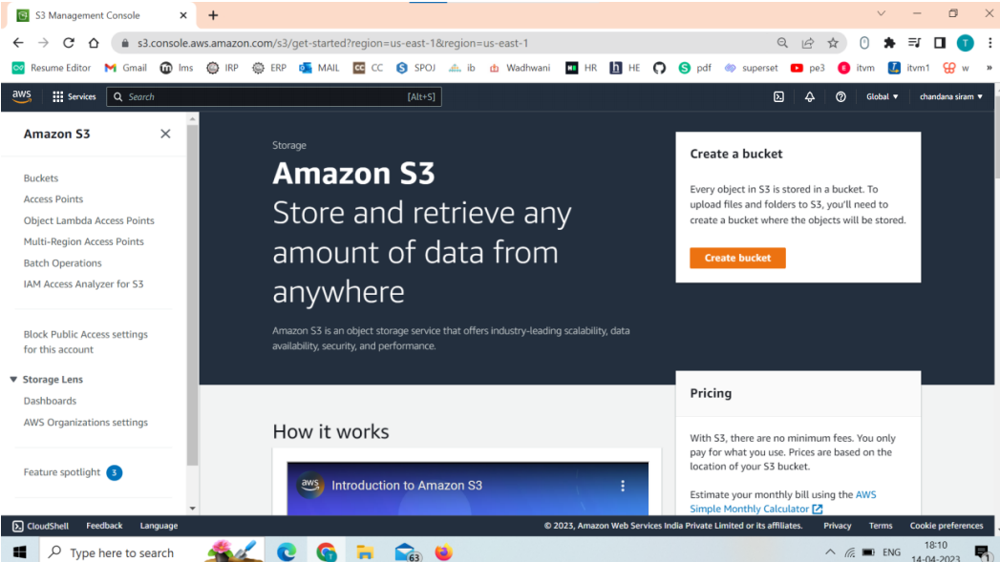 S3 Management Console
s3.console.aws.amazon.com/s3/get-started?region=us-east-1&region=us-east-1
T
Resume Editor Gmail lms IRP ERP MAIL CC CC SPOJ ib Wadhwani HR HE pdf superset pe3 itvm itvm1 w »
aws Services Search [Alt+S] Global chandana siram
Amazon S3
Buckets
Access Points
Object Lambda Access Points
Multi-Region Access Points
Batch Operations
IAM Access Analyzer for S3
Block Public Access settings
for this account
Storage Lens
Dashboards
AWS Organizations settings
Feature spotlight 3
Storage
Amazon S3
Store and retrieve any
amount of data from
anywhere
Amazon S3 is an object storage service that offers industry-leading scalability, data
availability, security, and performance.
How it works
aws Introduction to Amazon S3
Create a bucket
Every object in S3 is stored in a bucket. To
upload files and folders to S3, you'll need to
create a bucket where the objects will be stored.
Create bucket
Pricing
With S3, there are no minimum fees. You only
pay for what you use. Prices are based on the
location of your S3 bucket.
Estimate your monthly bill using the AWS
Simple Monthly Calculator
CloudShell Feedback Language © 2023, Amazon Web Services India Private Limited or its affiliates. Privacy Terms Cookie preferences
Type here to search 63 ENG 18:10
14-04-2023 1